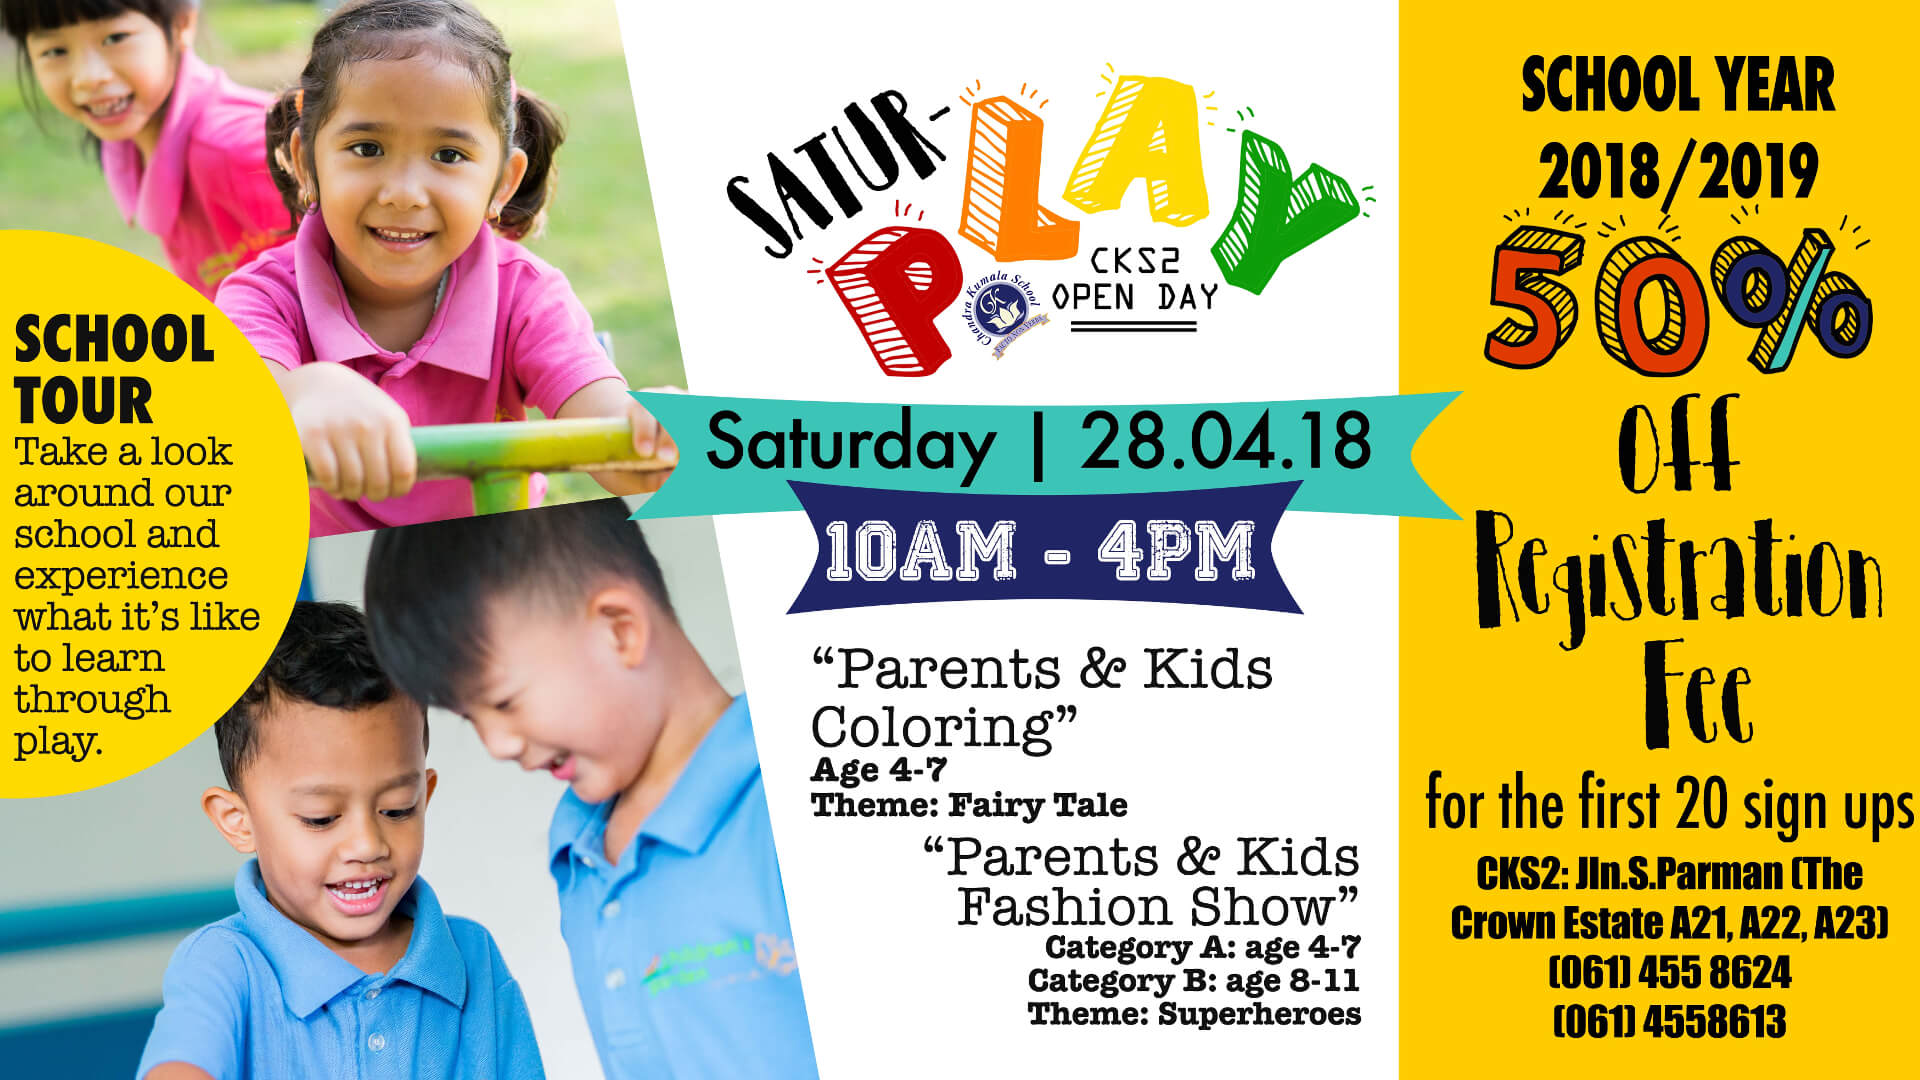 SCHOOL
TOUR
Take a look
around our
school and
experience
what it's like
to learn
through
play.
SATUR-
PLAY
CKS2
OPEN DAY
Chandra Kumala School
CK
Saturday | 28.04.18
10AM - 4PM
“Parents & Kids
Coloring”
Age 4-7
Theme: Fairy Tale
“Parents & Kids
Fashion Show”
Category A: age 4-7
Category B: age 8-11
Theme: Superheroes
SCHOOL YEAR
2018/2019
50%
Off
Registration
Fee
for the first 20 sign ups
CKS2: Jln.S.Parman (The
Crown Estate A21, A22, A23)
(061) 455 8624
(061) 4558613